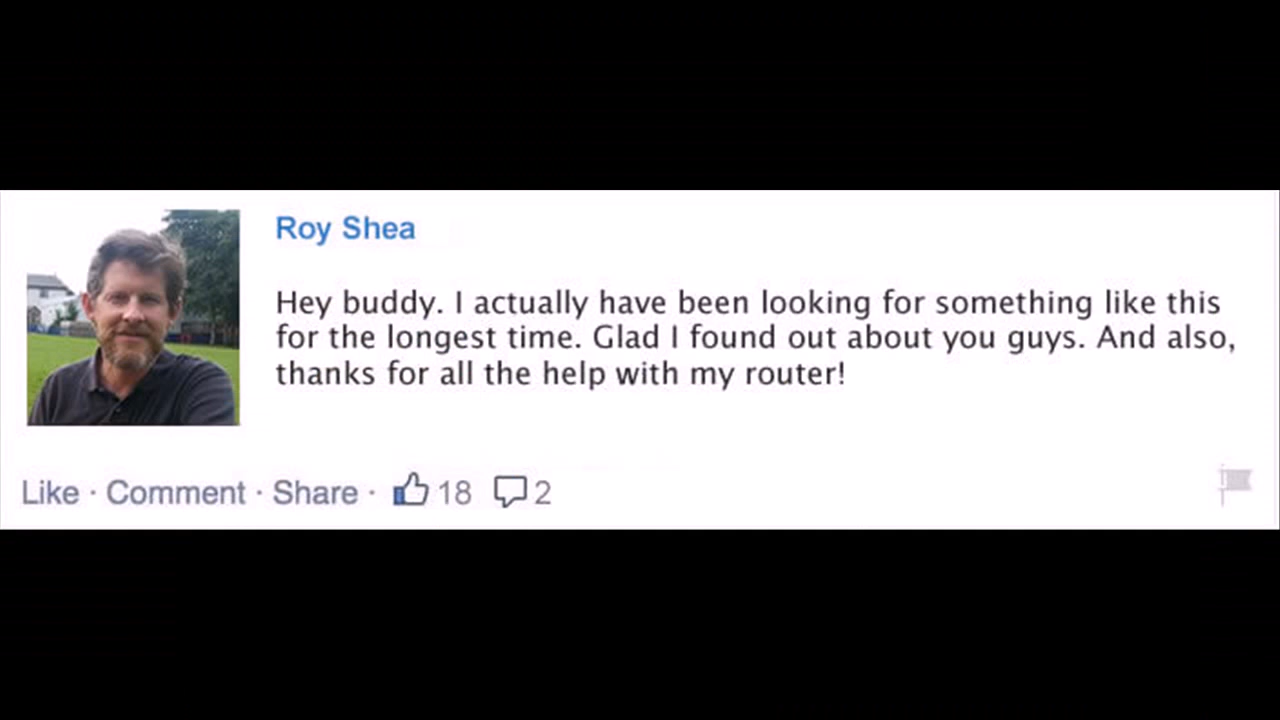 Roy Shea
Hey buddy. I actually have been looking for something like this
for the longest time. Glad I found out about you guys. And also,
thanks for all the help with my router!
Like · Comment · Share · 18 2